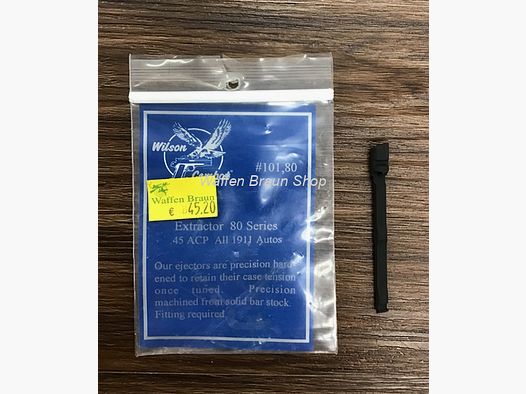 Wilson
Combat
#101,80
Waffen Braun Shop
Waffen Braun
€ 45.20
Extractor 80 Series
45 ACP All 1911 Autos
Our ejectors are precision hard-
ened to retain their case tension
once tuned. Precision
machined from solid bar stock.
Fitting required.